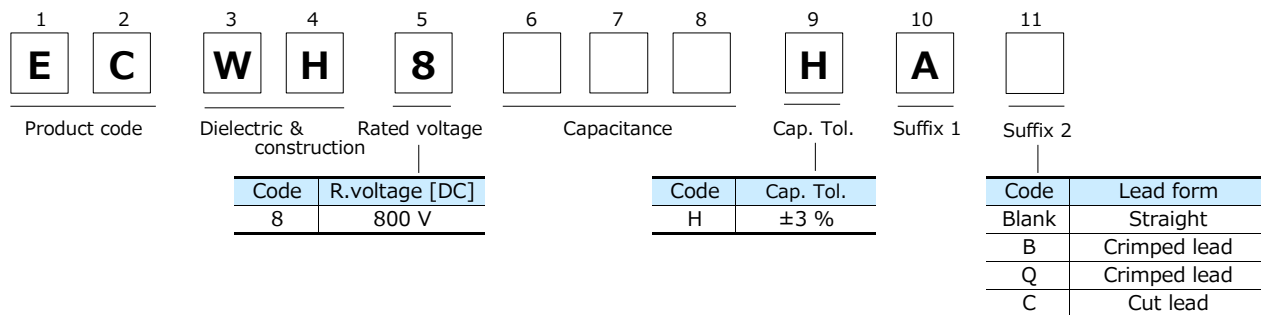 1 2 3 4 5 6 7 8 9 10 11
E C W H 8 H A
Product code Dielectric & construction Rated voltage Capacitance Cap. Tol. Suffix 1 Suffix 2
Code R.voltage [DC]
8 800 V
Code Cap. Tol.
H ±3 %
Code Lead form
Blank Straight
B Crimped lead
Q Crimped lead
C Cut lead